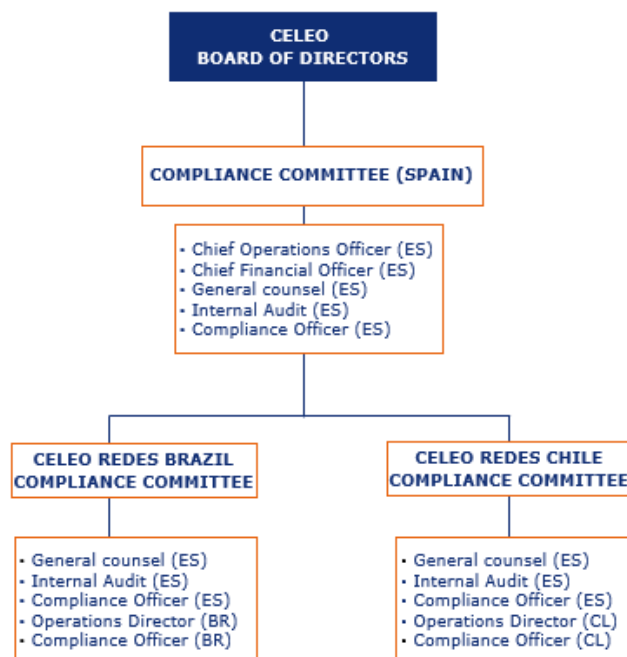 CELEO
BOARD OF DIRECTORS
COMPLIANCE COMMITTEE (SPAIN)
- Chief Operations Officer (ES)
- Chief Financial Officer (ES)
- General counsel (ES)
- Internal Audit (ES)
- Compliance Officer (ES)
CELEO REDES BRAZIL
COMPLIANCE COMMITTEE
- General counsel (ES)
- Internal Audit (ES)
- Compliance Officer (ES)
- Operations Director (BR)
- Compliance Officer (BR)
CELEO REDES CHILE
COMPLIANCE COMMITTEE
- General counsel (ES)
- Internal Audit (ES)
- Compliance Officer (ES)
- Operations Director (CL)
- Compliance Officer (CL)